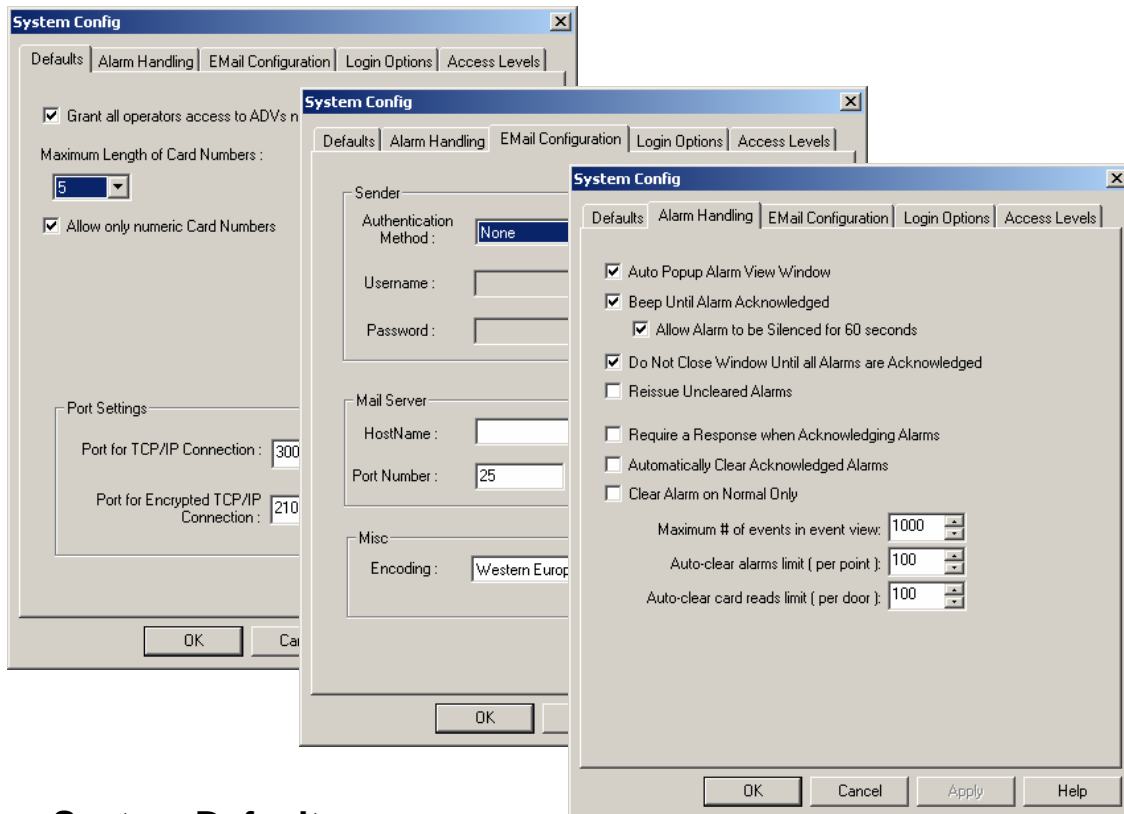 System Config
Defaults Alarm Handling EMail Configuration Login Options Access Levels
Grant all operators access to ADVs
Maximum Length of Card Numbers :
5
Allow only numeric Card Numbers
Port Settings
Port for TCP/IP Connection : 300
Port for Encrypted TCP/IP
Connection : 210
OK
System Config
Defaults Alarm Handling EMail Configuration Login Options Access Levels
Sender
Authentication
Method : None
Username :
Password :
Mail Server
HostName :
Port Number : 25
Misc
Encoding : Western Europ
OK
System Config
Defaults Alarm Handling EMail Configuration Login Options Access Levels
Auto Popup Alarm View Window
Beep Until Alarm Acknowledged
Allow Alarm to be Silenced for 60 seconds
Do Not Close Window Until all Alarms are Acknowledged
Reissue Uncleared Alarms
Require a Response when Acknowledging Alarms
Automatically Clear Acknowledged Alarms
Clear Alarm on Normal Only
Maximum # of events in event view: 1000
Auto-clear alarms limit ( per point ): 100
Auto-clear card reads limit ( per door ): 100
OK Cancel Apply Help